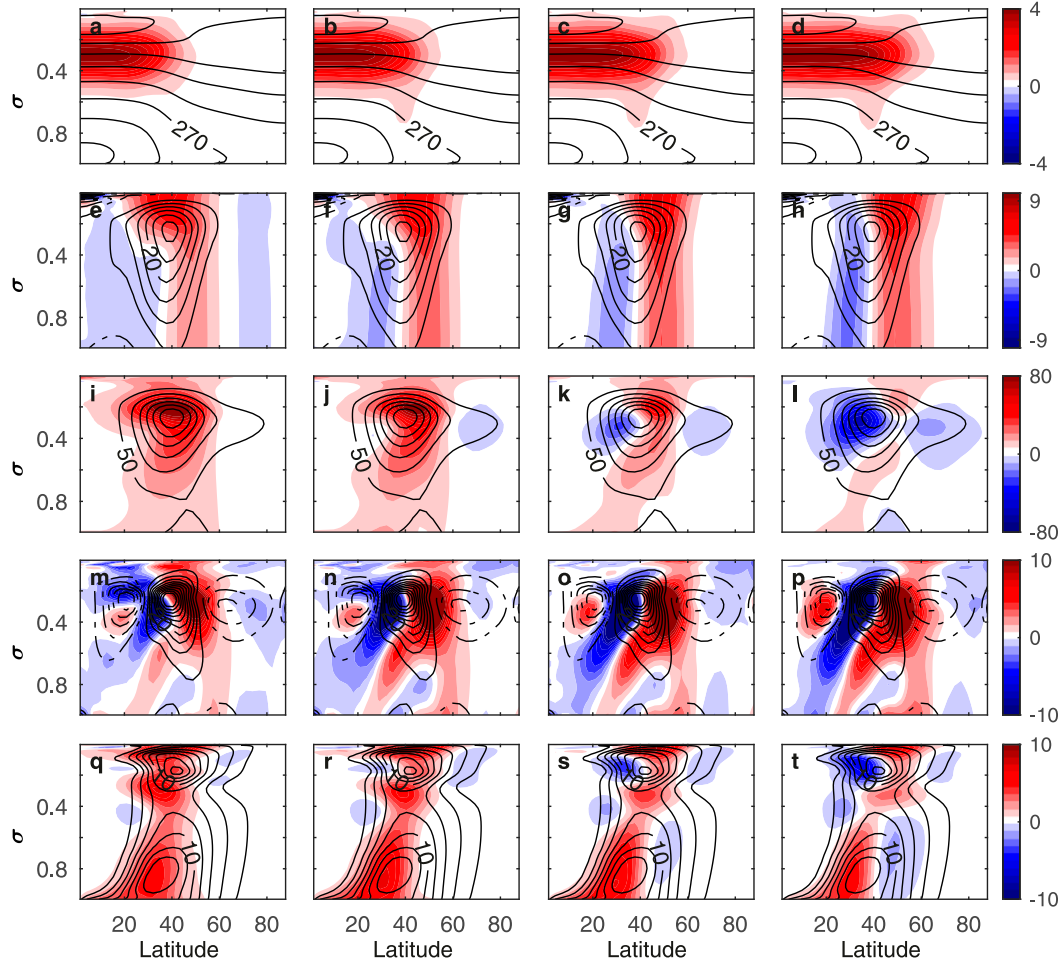 a b c d 4
0.4
σ 0
0.8 270 270 270 270
-4
e f g h 9
0.4 20 20 20 20
σ 0
0.8
-9
i j k l 80
0.4
σ 50 50 50 50 0
0.8
-80
m n o p 10
0.4
σ 0
0.8
-10
q r s t 10
0.4
σ 0
0.8 10 10 10 10
-10
20 40 60 80 20 40 60 80 20 40 60 80 20 40 60 80
Latitude Latitude Latitude Latitude